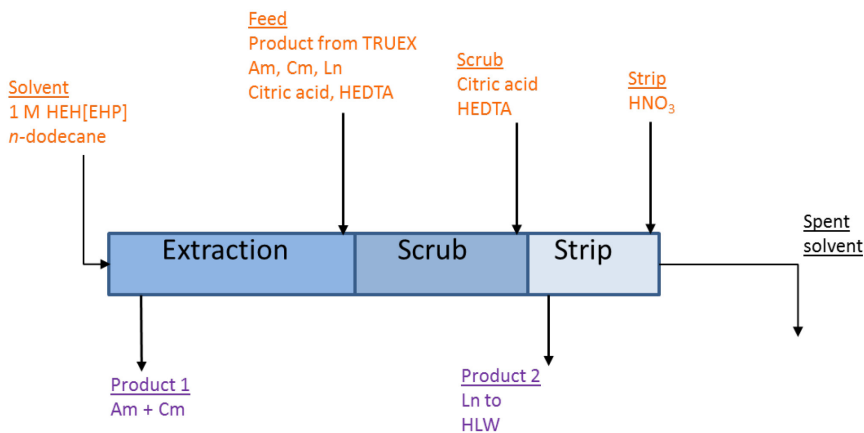 Feed
Product from TRUEX
Am, Cm, Ln
Citric acid, HEDTA
Scrub
Citric acid
HEDTA
Strip
HNO₃
Solvent
1 M HEH[EHP]
n-dodecane
Extraction
Scrub
Strip
Spent
solvent
Product 1
Am + Cm
Product 2
Ln to
HLW